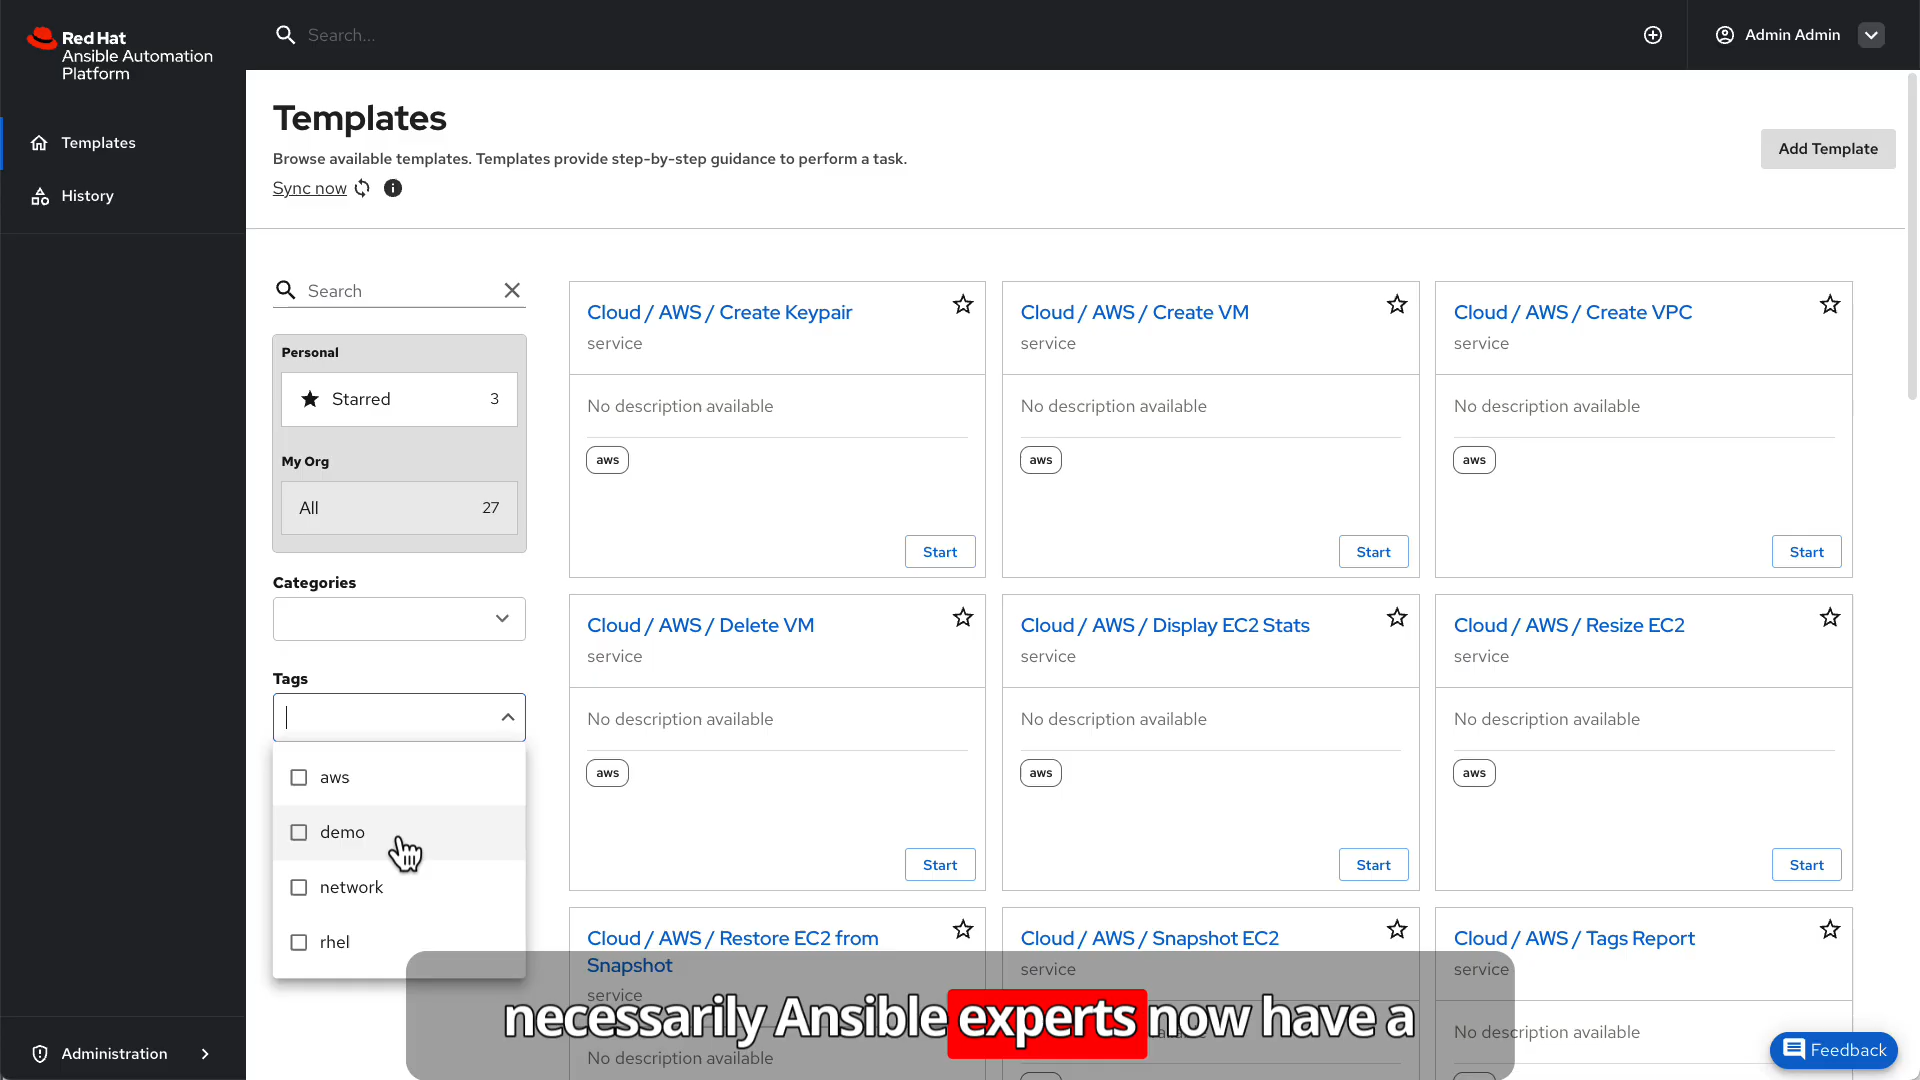 Red Hat
Ansible Automation
Platform
Search...
Admin Admin
Templates
History
Administration
Templates
Browse available templates. Templates provide step-by-step guidance to perform a task.
Sync now
Add Template
Search
Personal
Starred 3
My Org
All 27
Categories
Tags
aws
demo
network
rhel
Cloud / AWS / Create Keypair
service
No description available
aws
Start
Cloud / AWS / Create VM
service
No description available
aws
Start
Cloud / AWS / Create VPC
service
No description available
aws
Start
Cloud / AWS / Delete VM
service
No description available
aws
Start
Cloud / AWS / Display EC2 Stats
service
No description available
aws
Start
Cloud / AWS / Resize EC2
service
No description available
aws
Start
Cloud / AWS / Restore EC2 from
Snapshot
service
No description available
Cloud / AWS / Snapshot EC2
service
Cloud / AWS / Tags Report
service
No description available
necessarily Ansible experts now have a
Feedback